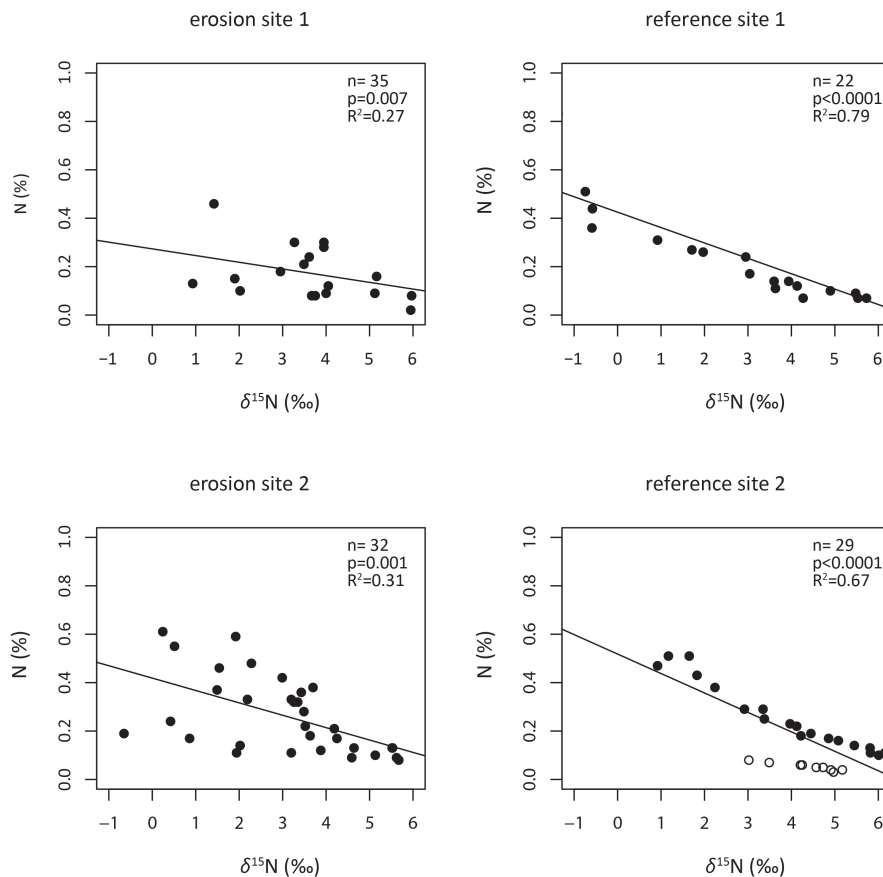 erosion site 1
n= 35
p=0.007
R²=0.27
N (%)
0.0 0.2 0.4 0.6 0.8 1.0
−1 0 1 2 3 4 5 6
δ¹⁵N (‰)
reference site 1
n= 22
p<0.0001
R²=0.79
N (%)
0.0 0.2 0.4 0.6 0.8 1.0
−1 0 1 2 3 4 5 6
δ¹⁵N (‰)
erosion site 2
n= 32
p=0.001
R²=0.31
N (%)
0.0 0.2 0.4 0.6 0.8 1.0
−1 0 1 2 3 4 5 6
δ¹⁵N (‰)
reference site 2
n= 29
p<0.0001
R²=0.67
N (%)
0.0 0.2 0.4 0.6 0.8 1.0
−1 0 1 2 3 4 5 6
δ¹⁵N (‰)